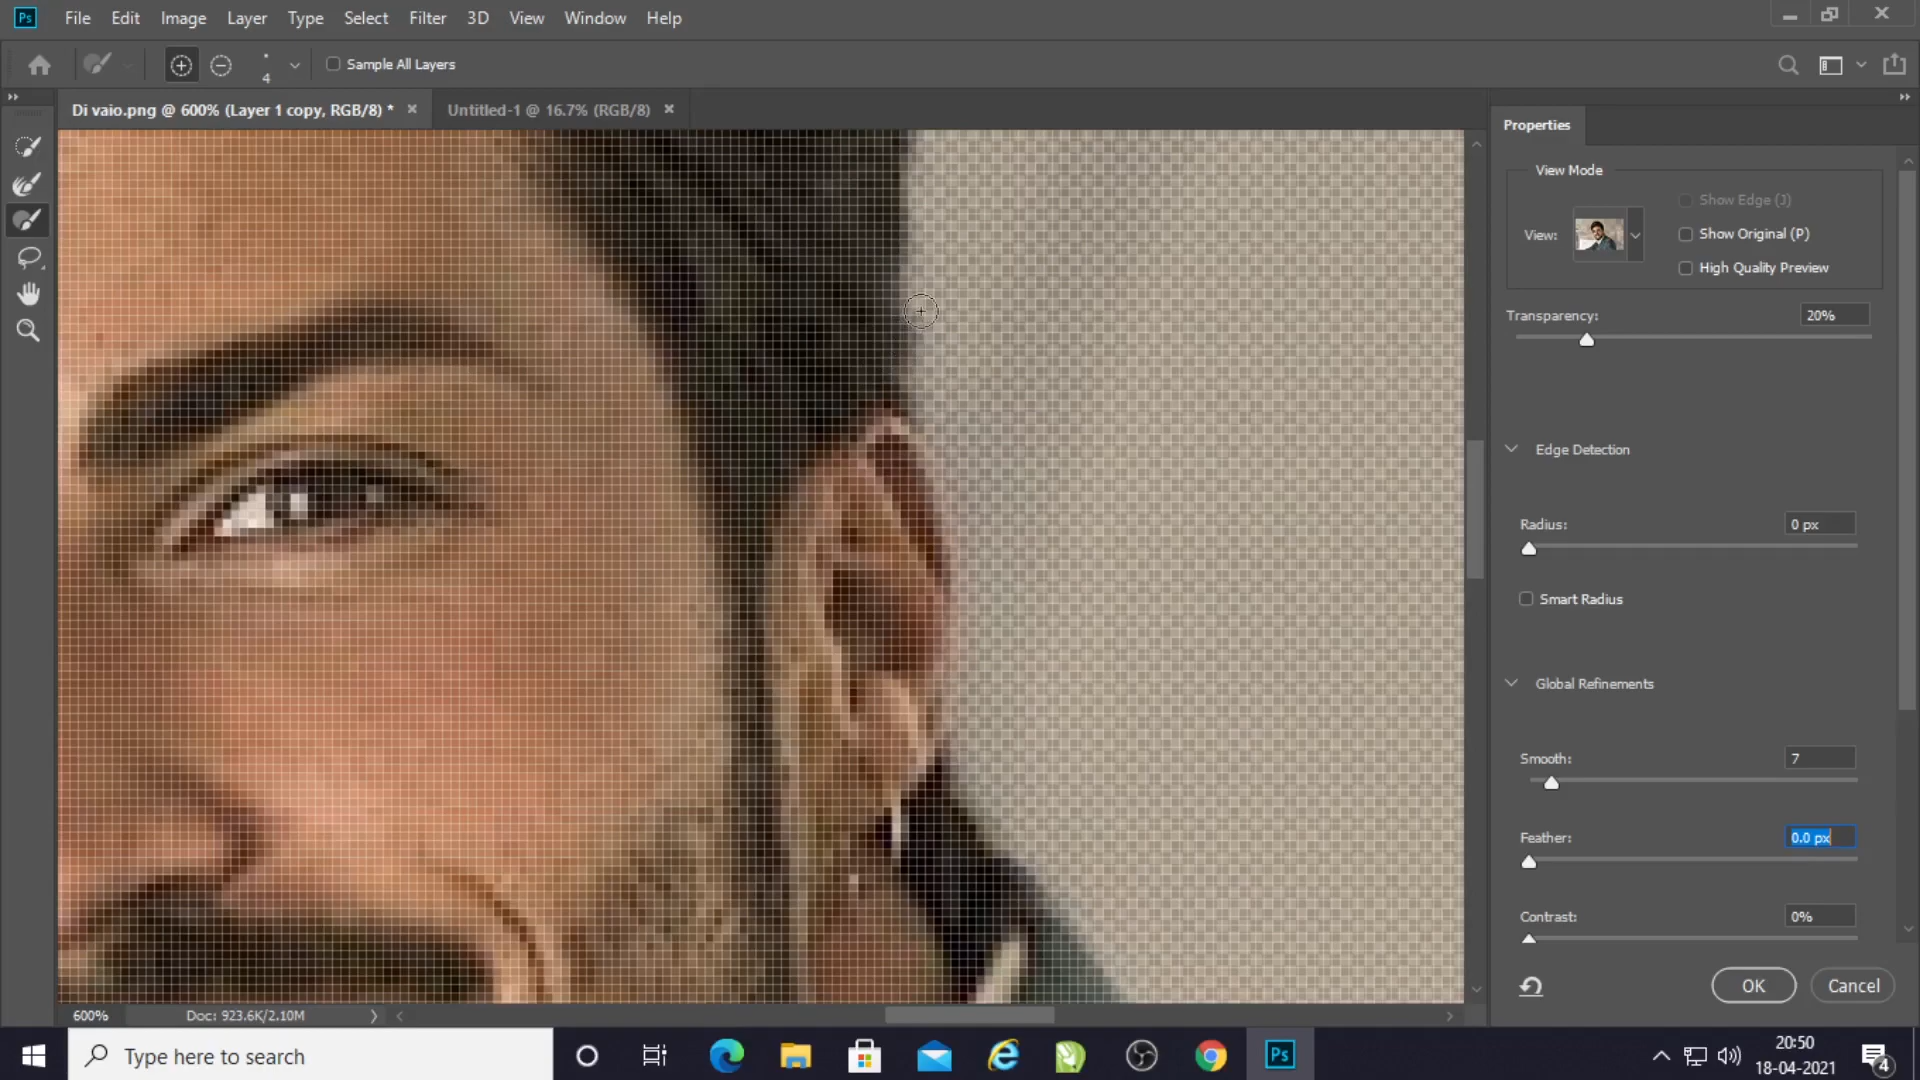 Ps File Edit Image Layer Type Select Filter 3D View Window Help
4 Sample All Layers
Di vaio.png @ 600% (Layer 1 copy, RGB/8) * Untitled-1 @ 16.7% (RGB/8)
Properties
View Mode
Show Edge (J)
View: Show Original (P)
High Quality Preview
Transparency: 20%
Edge Detection
Radius: 0 px
Smart Radius
Global Refinements
Smooth: 7
Feather: 0.0 px
Contrast: 0%
OK Cancel
600% Doc: 923.6K/2.10M
Type here to search
Ps
20:50
18-04-2021
4